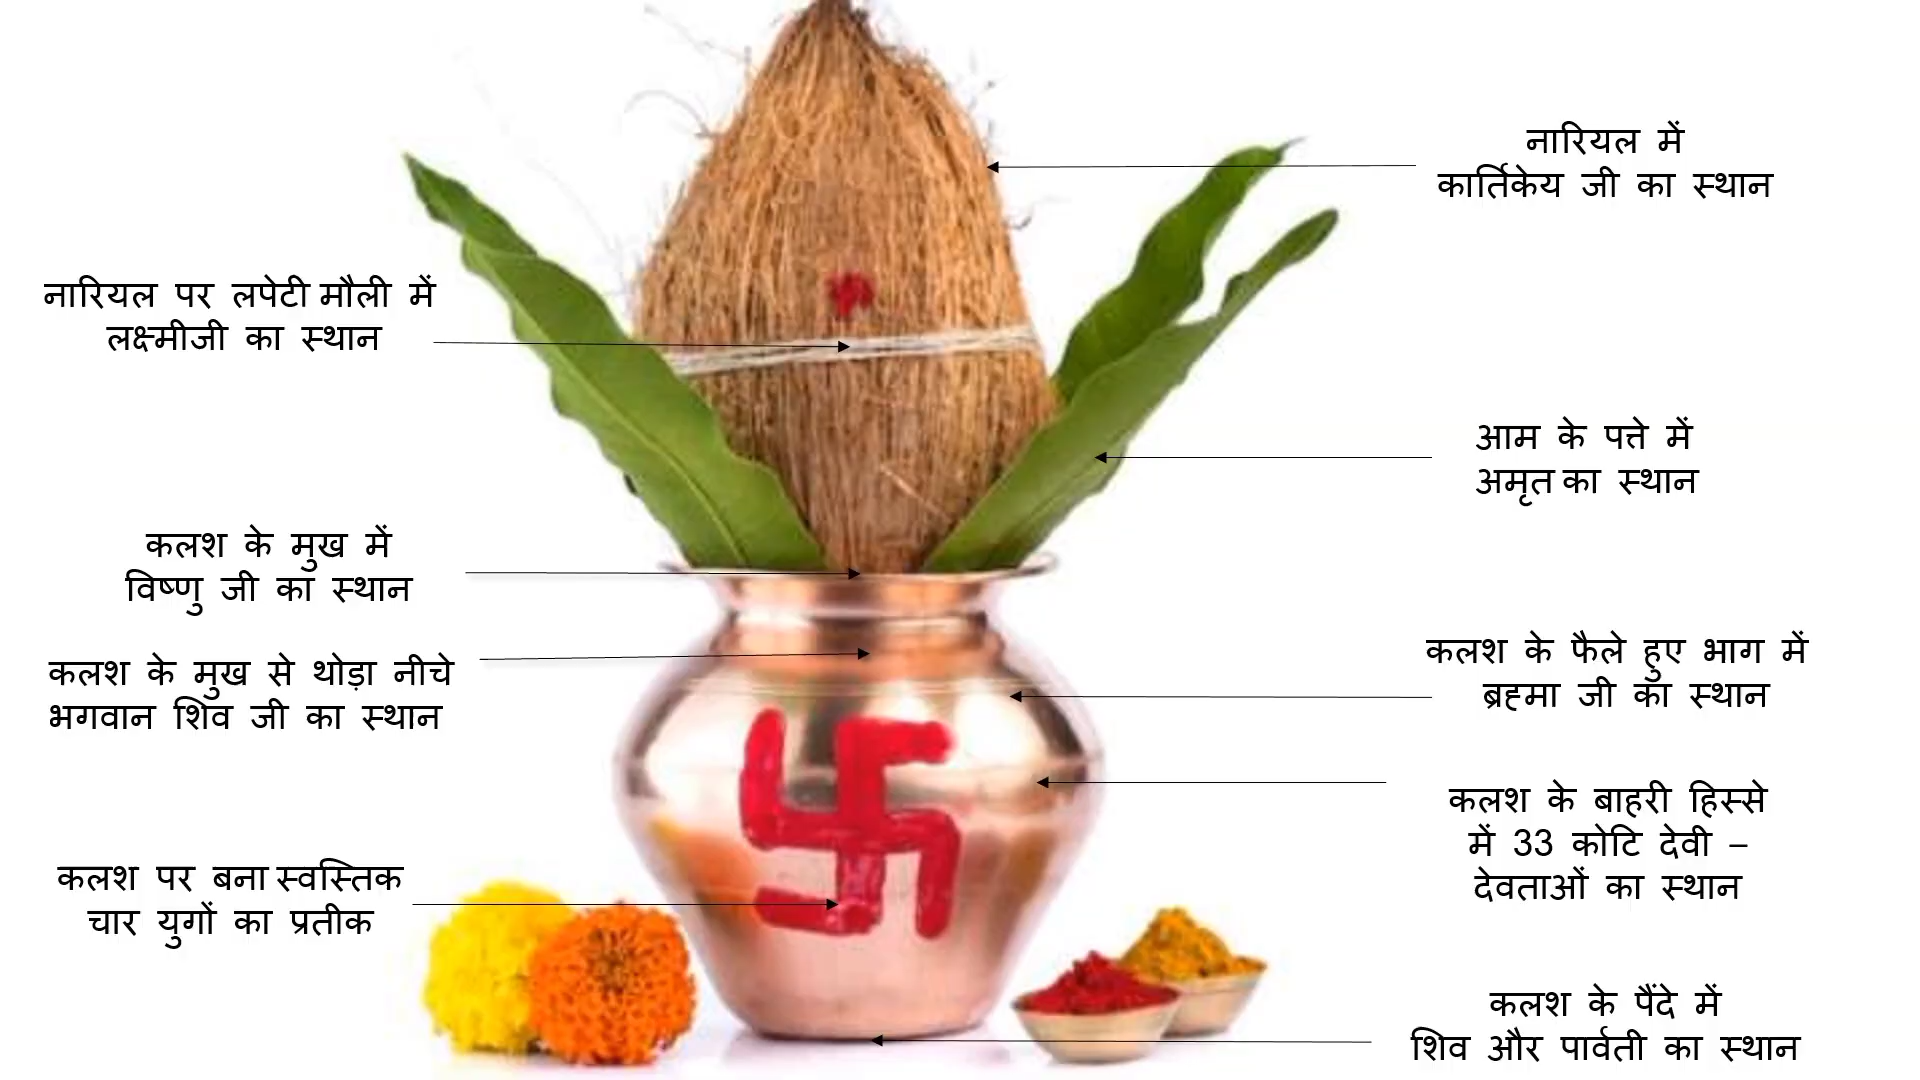 नारियल में
कार्तिकेय जी का स्थान
नारियल पर लपेटी मौली में
लक्ष्मीजी का स्थान
आम के पत्ते में
अमृत का स्थान
कलश के मुख में
विष्णु जी का स्थान
कलश के मुख से थोड़ा नीचे
भगवान शिव जी का स्थान
कलश के फैले हुए भाग में
ब्रह्मा जी का स्थान
कलश के बाहरी हिस्से
में 33 कोटि देवी –
देवताओं का स्थान
कलश पर बना स्वस्तिक
चार युगों का प्रतीक
कलश के पैंदे में
शिव और पार्वती का स्थान